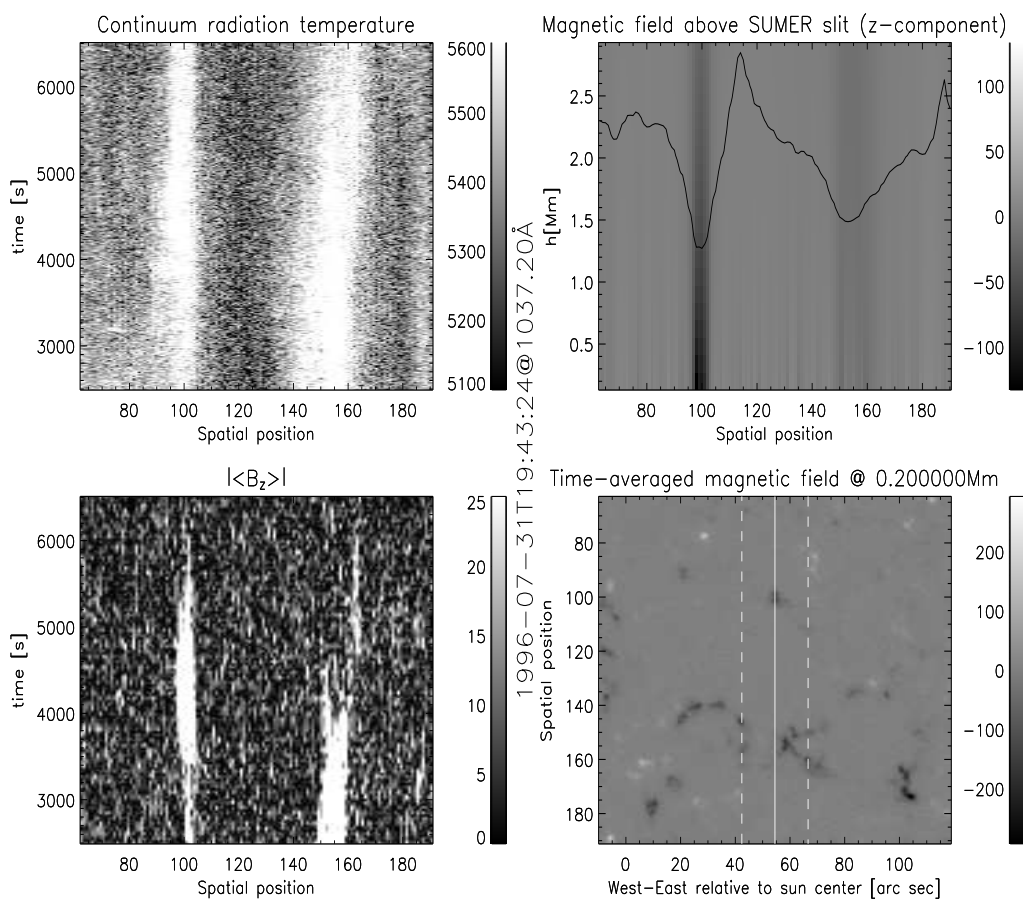 Continuum radiation temperature
6000
5000
4000
3000
time [s]
80 100 120 140 160 180
Spatial position
5600
5500
5400
5300
5200
5100
Magnetic field above SUMER slit (z-component)
2.5
2.0
1.5
1.0
0.5
h[Mm]
80 100 120 140 160 180
Spatial position
100
50
0
-50
-100
1996-07-31T19:43:24@1037.20Å
|<Bz>|
6000
5000
4000
3000
time [s]
80 100 120 140 160 180
Spatial position
25
20
15
10
5
0
Time-averaged magnetic field @ 0.200000Mm
80
100
120
140
160
180
Spatial position
0 20 40 60 80 100
West-East relative to sun center [arc sec]
200
100
0
-100
-200